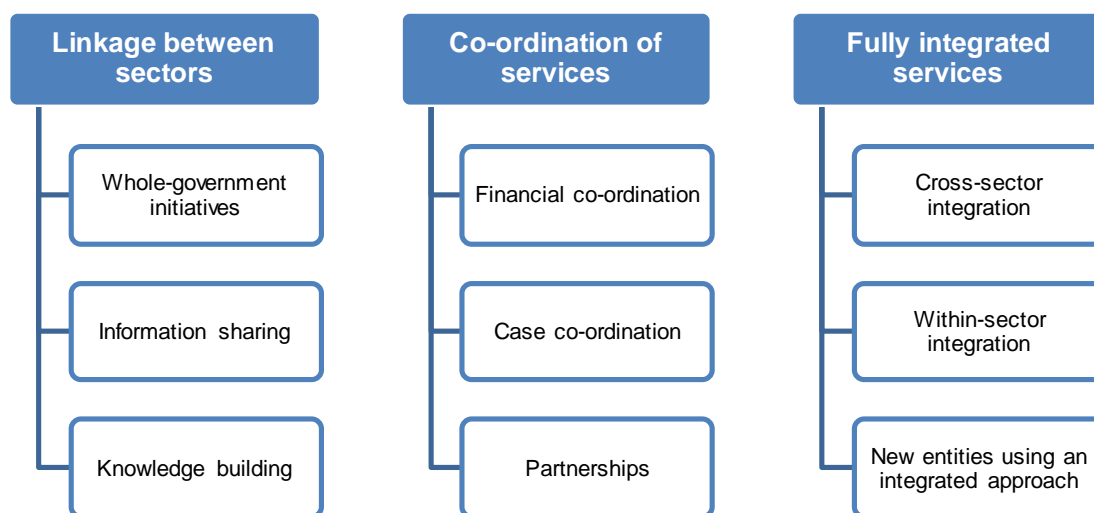 Linkage between
sectors
Whole-government
initiatives
Information sharing
Knowledge building
Co-ordination of
services
Financial co-ordination
Case co-ordination
Partnerships
Fully integrated
services
Cross-sector
integration
Within-sector
integration
New entities using an
integrated approach